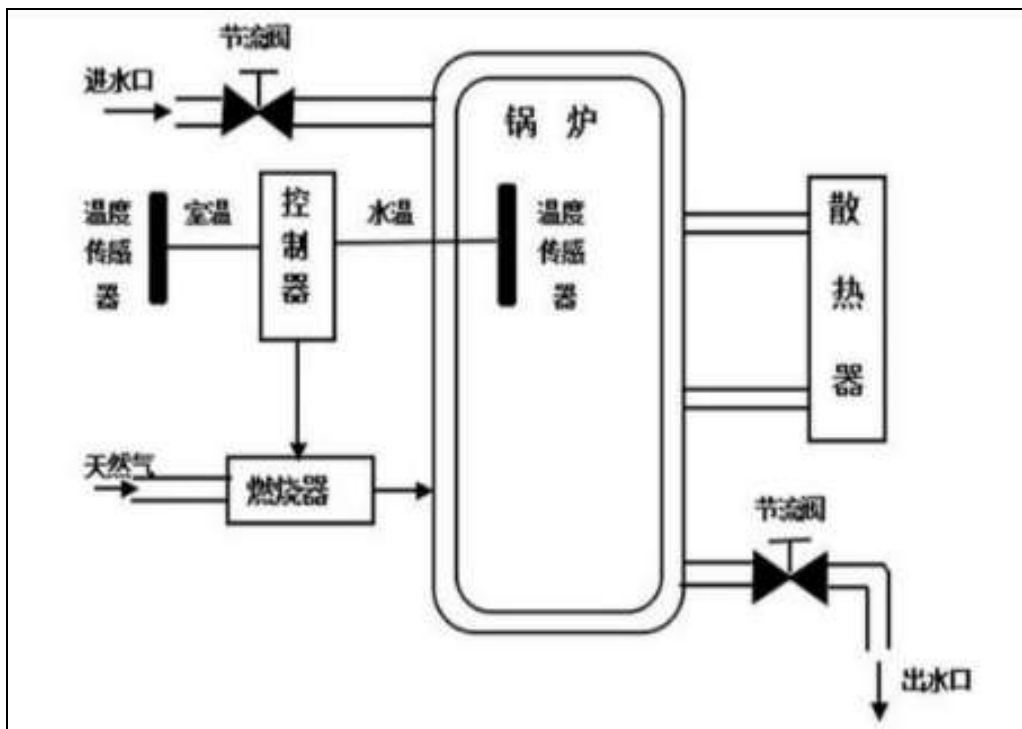 节流阀
进水口
锅 炉
温度
传感
器
室温
控
制
器
水温
温度
传感
器
散
热
器
天然气
燃烧器
节流阀
出水口